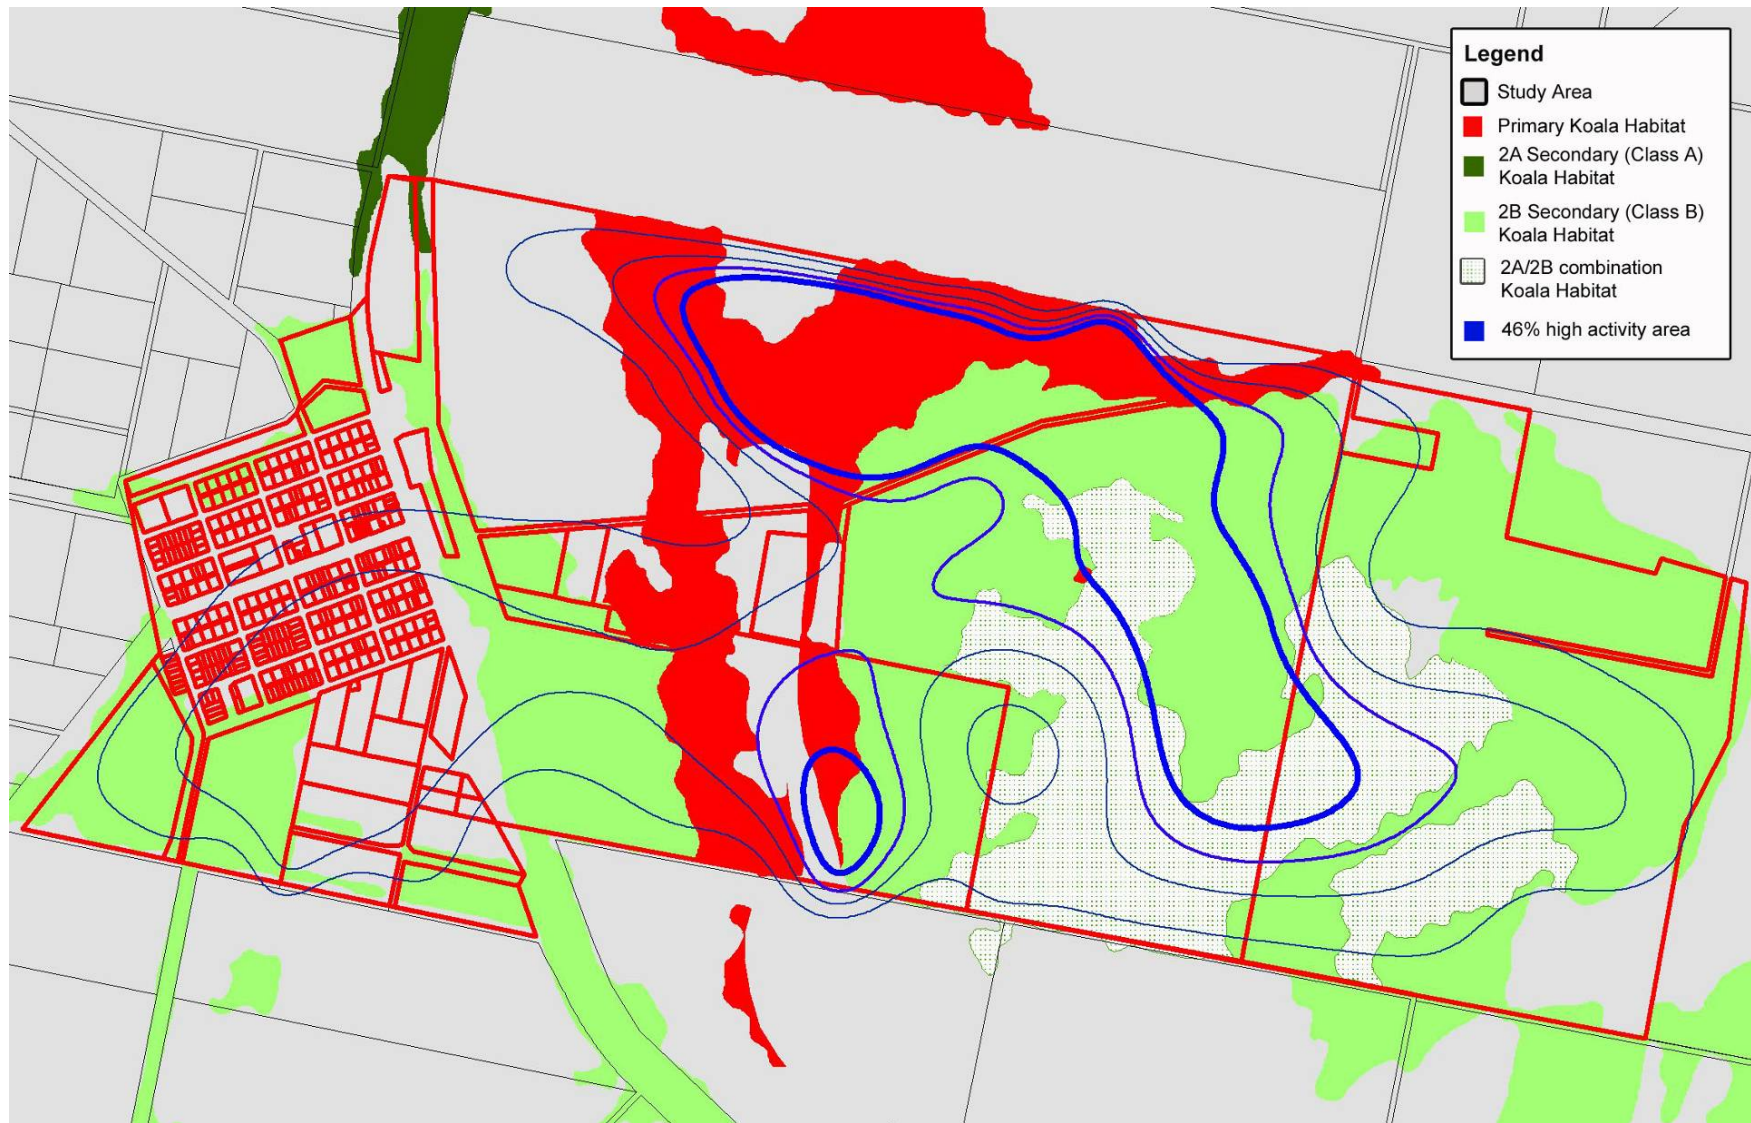 Legend
Study Area
Primary Koala Habitat
2A Secondary (Class A)
Koala Habitat
2B Secondary (Class B)
Koala Habitat
2A/2B combination
Koala Habitat
46% high activity area